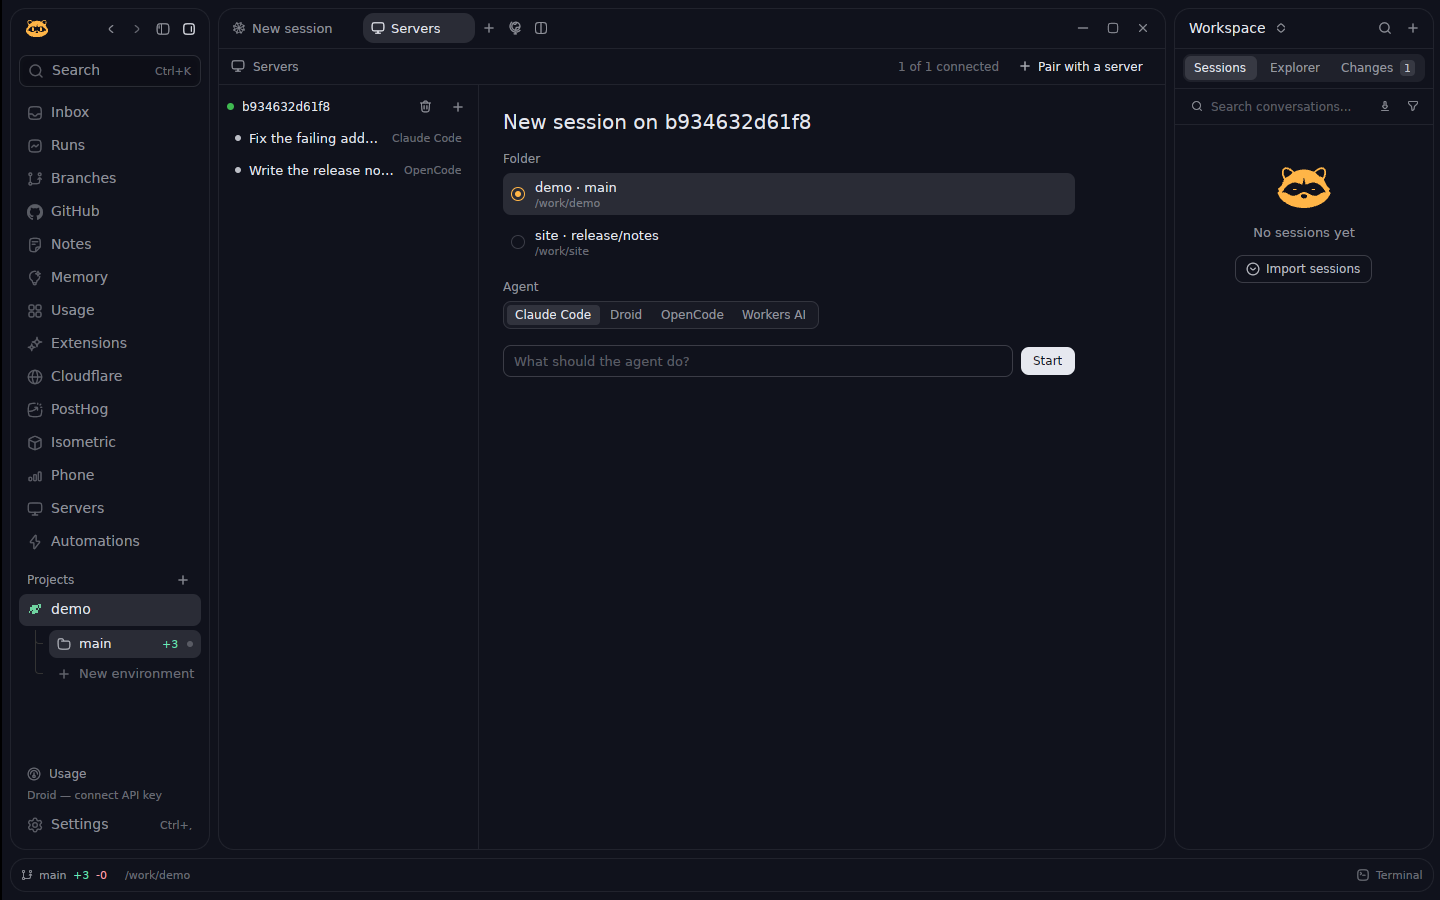 Search Ctrl+K
Inbox
Runs
Branches
GitHub
Notes
Memory
Usage
Extensions
Cloudflare
PostHog
Isometric
Phone
Servers
Automations
Projects
demo
main +3
New environment
Usage
Droid — connect API key
Settings Ctrl+,
New session Servers
Servers 1 of 1 connected Pair with a server
b934632d61f8
Fix the failing add... Claude Code
Write the release no... OpenCode
New session on b934632d61f8
Folder
demo · main
/work/demo
site · release/notes
/work/site
Agent
Claude Code Droid OpenCode Workers AI
What should the agent do? Start
Workspace
Sessions Explorer Changes 1
Search conversations...
No sessions yet
Import sessions
main +3 -0 /work/demo Terminal